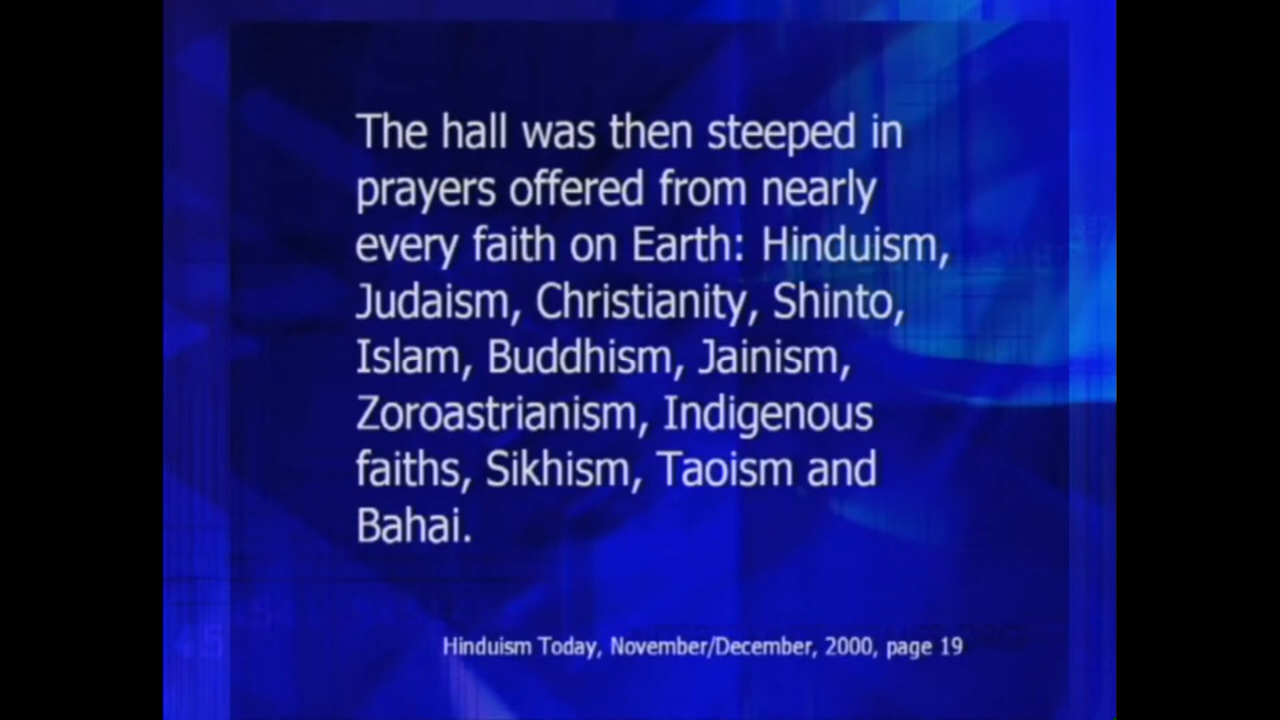 The hall was then steeped in
prayers offered from nearly
every faith on Earth: Hinduism,
Judaism, Christianity, Shinto,
Islam, Buddhism, Jainism,
Zoroastrianism, Indigenous
faiths, Sikhism, Taoism and
Bahai.
Hinduism Today, November/December, 2000, page 19